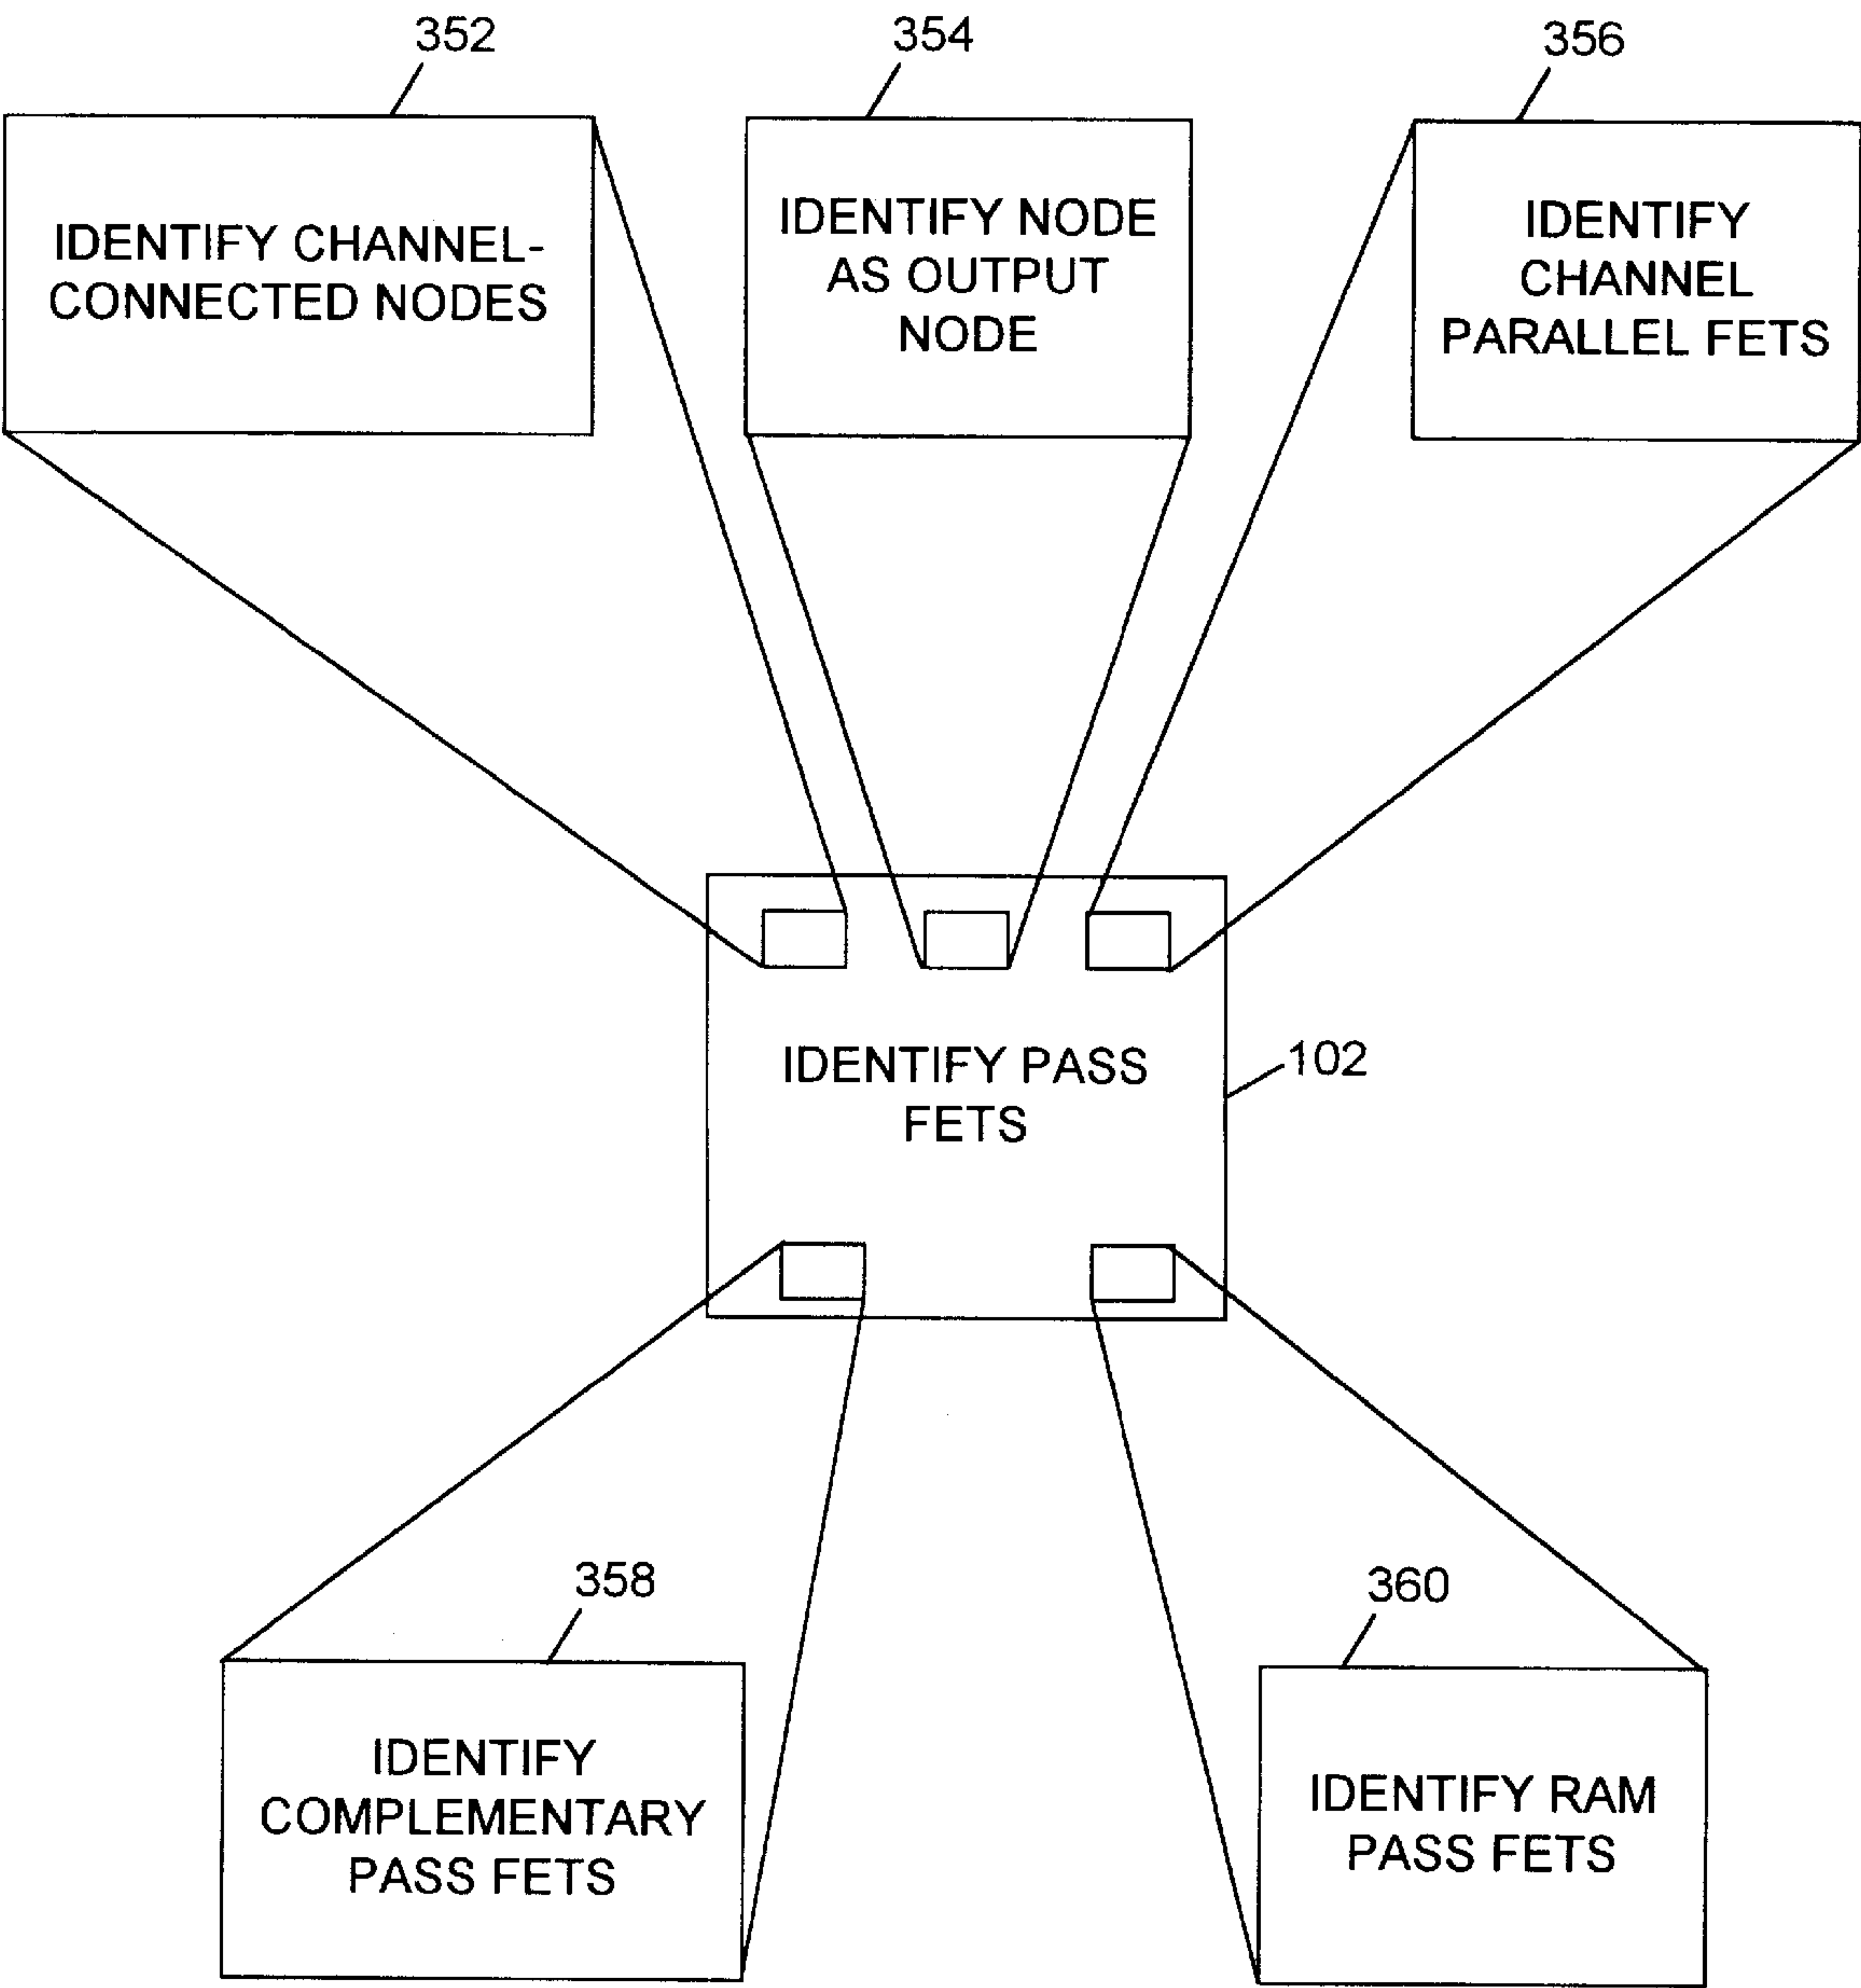 352
354
356
IDENTIFY CHANNEL-
CONNECTED NODES
IDENTIFY NODE
AS OUTPUT
NODE
IDENTIFY
CHANNEL
PARALLEL FETS
IDENTIFY PASS
FETS
102
358
360
IDENTIFY
COMPLEMENTARY
PASS FETS
IDENTIFY RAM
PASS FETS